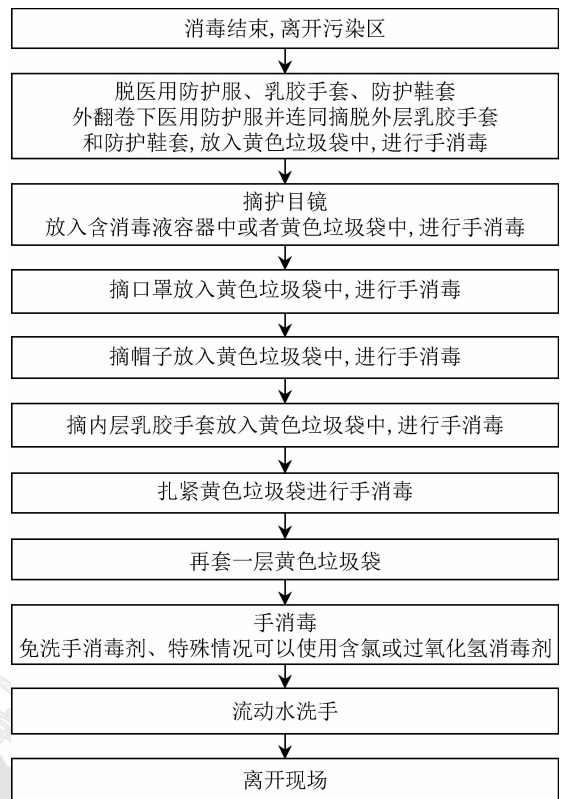 消毒结束,离开污染区
脱医用防护服、乳胶手套、防护鞋套
外翻卷下医用防护服并连同摘脱外层乳胶手套
和防护鞋套,放入黄色垃圾袋中,进行手消毒
摘护目镜
放入含消毒液容器中或者黄色垃圾袋中,进行手消毒
摘口罩放入黄色垃圾袋中,进行手消毒
摘帽子放入黄色垃圾袋中,进行手消毒
摘内层乳胶手套放入黄色垃圾袋中,进行手消毒
扎紧黄色垃圾袋进行手消毒
再套一层黄色垃圾袋
手消毒
免洗手消毒剂、特殊情况可以使用含氯或过氧化氢消毒剂
流动水洗手
离开现场